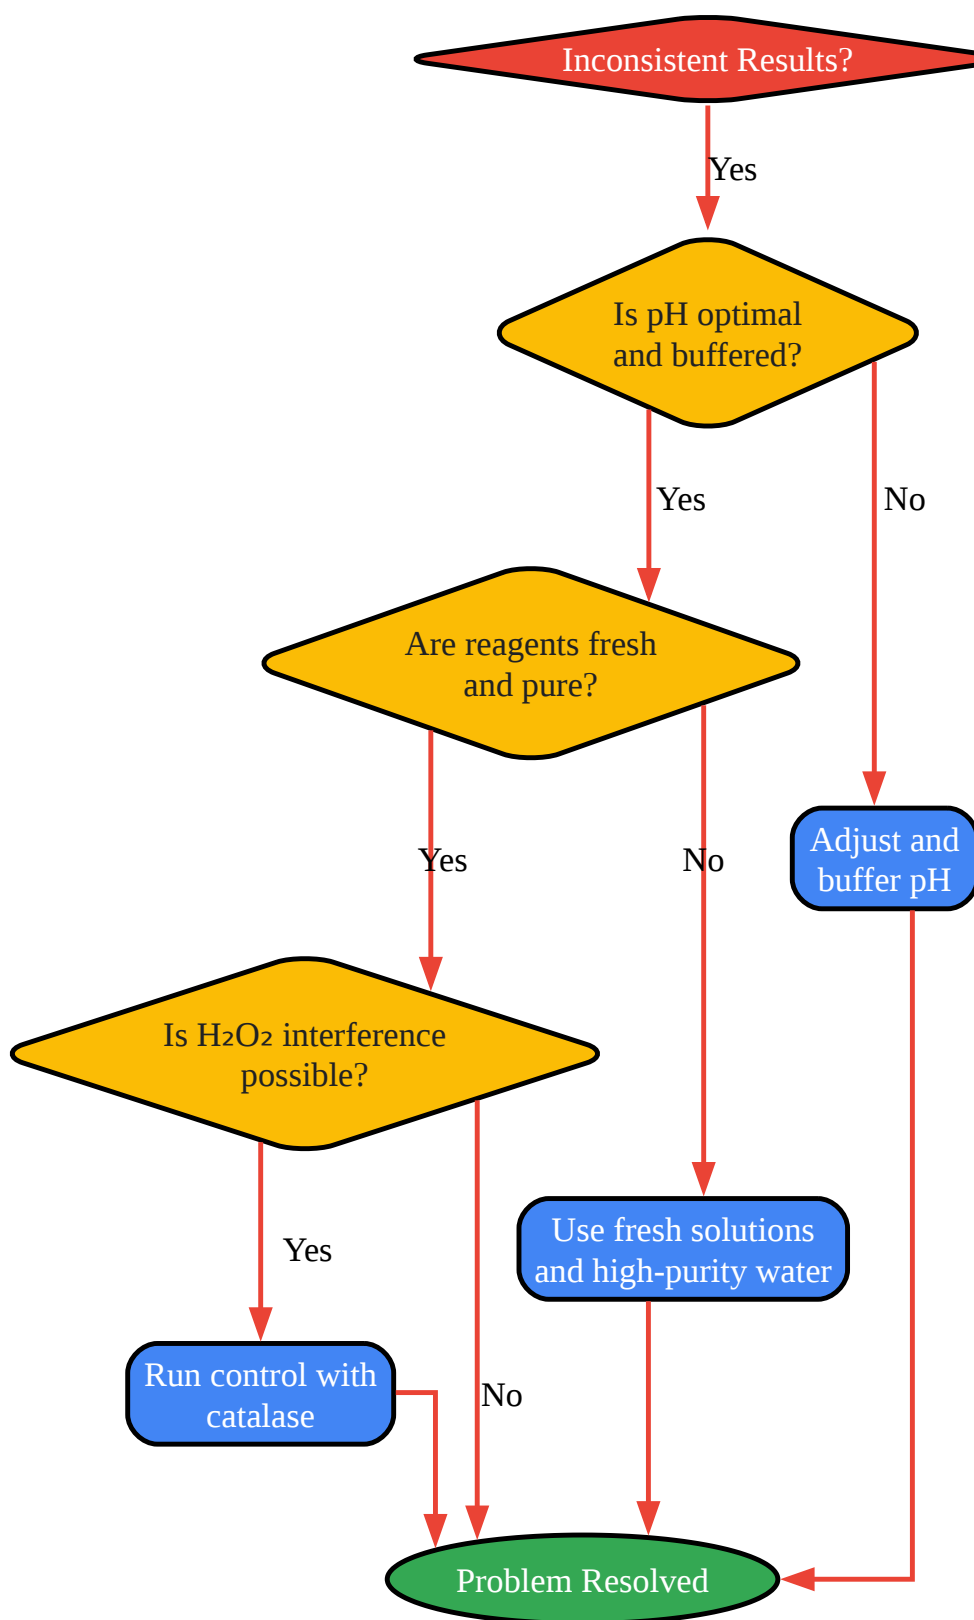 Inconsistent Results?
Yes
Is pH optimal
and buffered?
Yes
No
Are reagents fresh
and pure?
Yes
No
Adjust and
buffer pH
Is H₂O₂ interference
possible?
Yes
Use fresh solutions
and high-purity water
Run control with
catalase
No
Problem Resolved